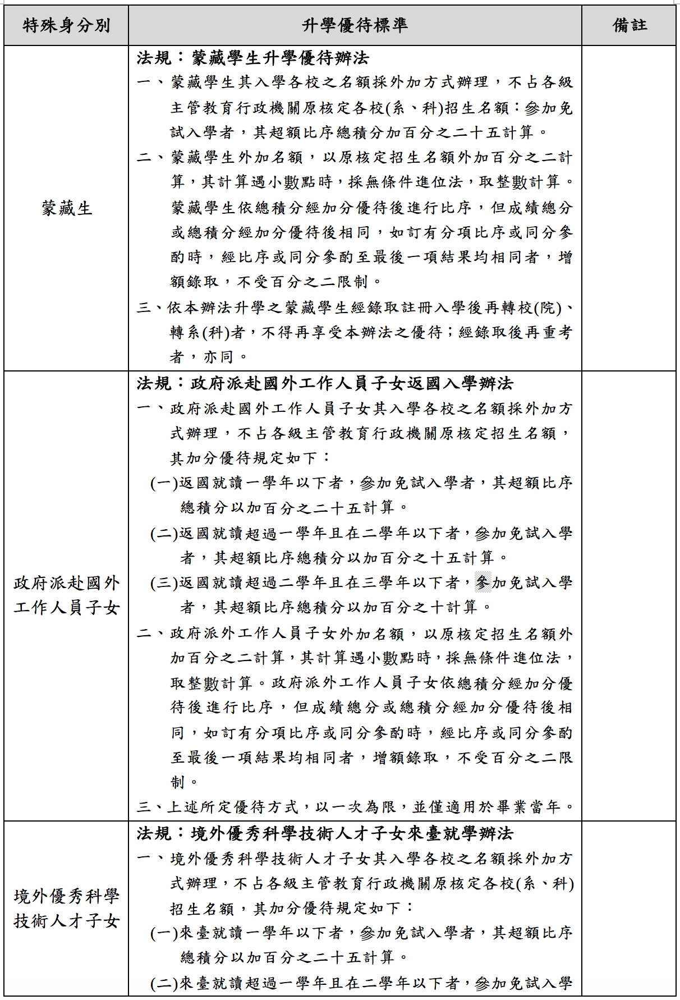 特殊身分別
升學優待標準
備註
蒙藏生
法規：蒙藏學生升學優待辦法
一、蒙藏學生其入學各校之名額採外加方式辦理，不占各級
主管教育行政機關原核定各校(系、科)招生名額：參加免
試入學者，其超額比序總積分加百分之二十五計算。
二、蒙藏學生外加名額，以原核定招生名額外加百分之二計
算，其計算遇小數點時，採無條件進位法，取整數計算。
蒙藏學生依總積分經加分優待後進行比序，但成績總分
或總積分經加分優待後相同，如訂有分項比序或同分參
酌時，經比序或同分參酌至最後一項結果均相同者，增
額錄取，不受百分之二限制。
三、依本辦法升學之蒙藏學生經錄取註冊入學後再轉校(院)、
轉系(科)者，不得再享受本辦法之優待；經錄取後再重考
者，亦同。
政府派赴國外
工作人員子女
法規：政府派赴國外工作人員子女返國入學辦法
一、政府派赴國外工作人員子女其入學各校之名額採外加方
式辦理，不占各級主管教育行政機關原核定招生名額，
其加分優待規定如下：
(一)返國就讀一學年以下者，參加免試入學者，其超額比序
總積分以加百分之二十五計算。
(二)返國就讀超過一學年且在二學年以下者，參加免試入學
者，其超額比序總積分以加百分之十五計算。
(三)返國就讀超過二學年且在三學年以下者，參加免試入學
者，其超額比序總積分以加百分之十計算。
二、政府派外工作人員子女外加名額，以原核定招生名額外
加百分之二計算，其計算遇小數點時，採無條件進位法，
取整數計算。政府派外工作人員子女依總積分經加分優
待後進行比序，但成績總分或總積分經加分優待後相
同，如訂有分項比序或同分參酌時，經比序或同分參酌
至最後一項結果均相同者，增額錄取，不受百分之二限
制。
三、上述所定優待方式，以一次為限，並僅適用於畢業當年。
境外優秀科學
技術人才子女
法規：境外優秀科學技術人才子女來臺就學辦法
一、境外優秀科學技術人才子女其入學各校之名額採外加方
式辦理，不占各級主管教育行政機關原核定各校(系、科)
招生名額，其加分優待規定如下：
(一)來臺就讀一學年以下者，參加免試入學者，其超額比序
總積分以加百分之二十五計算。
(二)來臺就讀超過一學年且在二學年以下者，參加免試入學